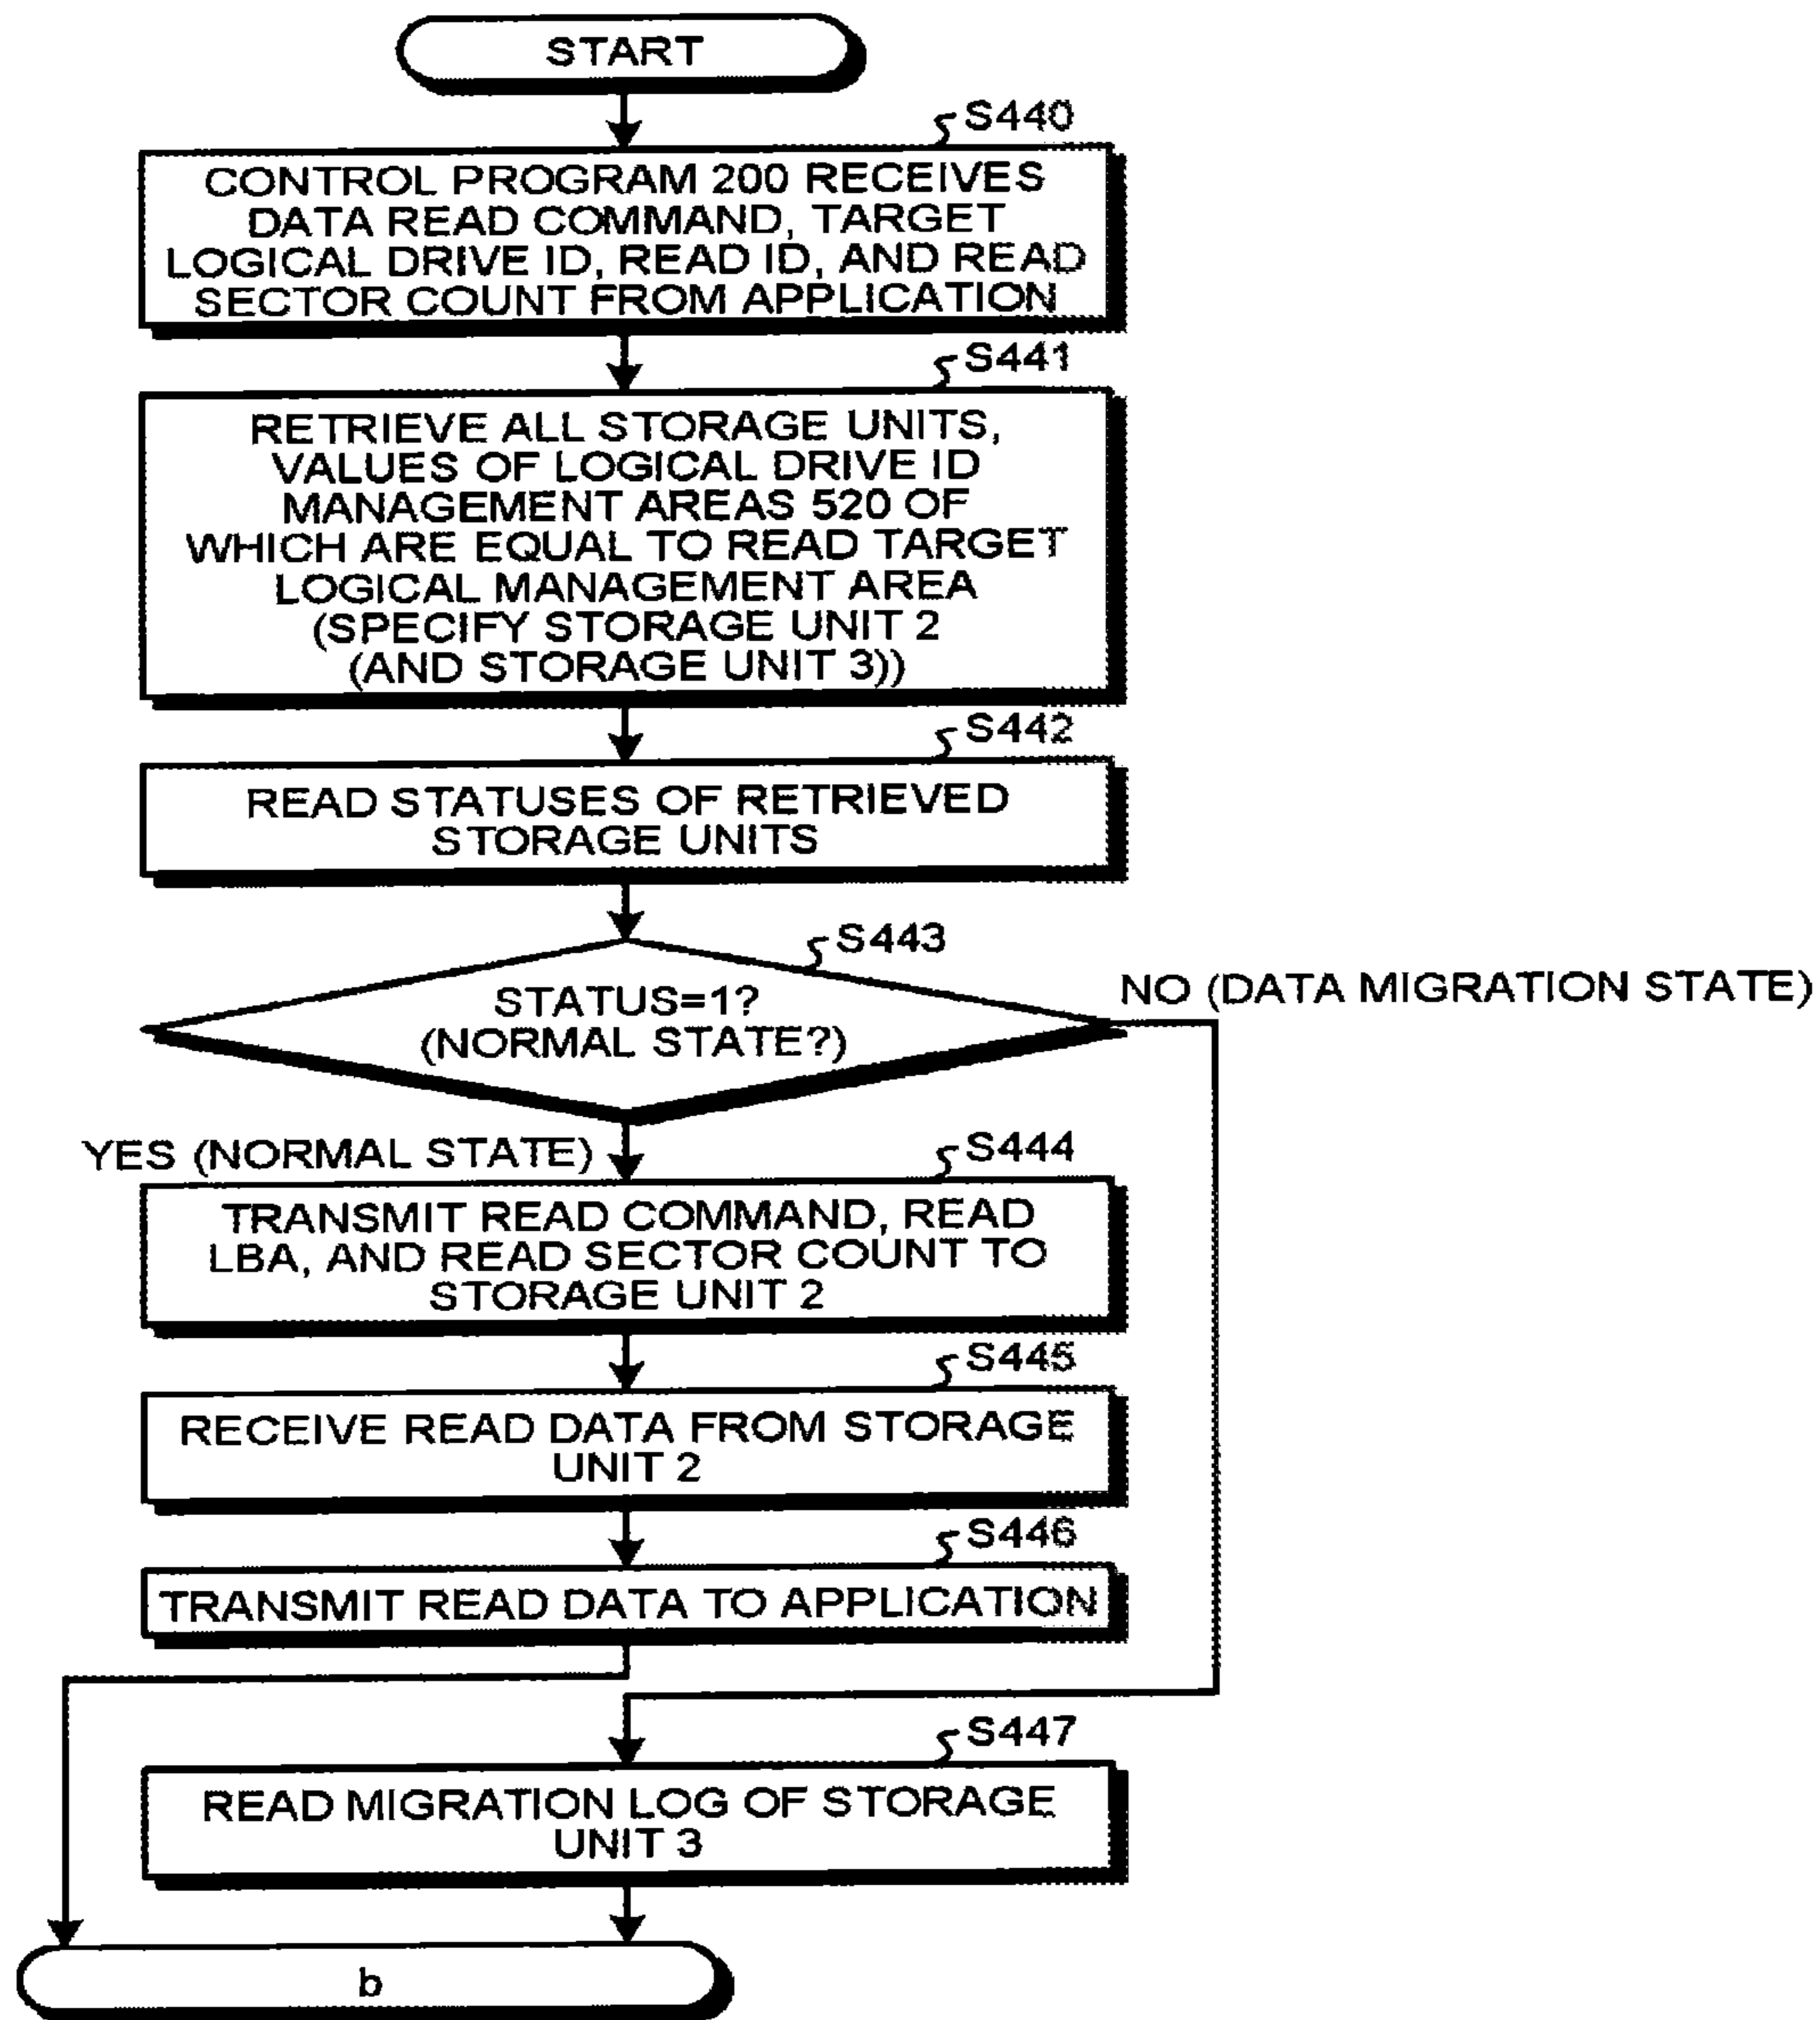 START
S440
CONTROL PROGRAM 200 RECEIVES
DATA READ COMMAND, TARGET
LOGICAL DRIVE ID, READ ID, AND READ
SECTOR COUNT FROM APPLICATION
S441
RETRIEVE ALL STORAGE UNITS,
VALUES OF LOGICAL DRIVE ID
MANAGEMENT AREAS 520 OF
WHICH ARE EQUAL TO READ TARGET
LOGICAL MANAGEMENT AREA
(SPECIFY STORAGE UNIT 2
(AND STORAGE UNIT 3))
S442
READ STATUSES OF RETRIEVED
STORAGE UNITS
S443
STATUS=1?
(NORMAL STATE?)
NO (DATA MIGRATION STATE)
YES (NORMAL STATE)
S444
TRANSMIT READ COMMAND, READ
LBA, AND READ SECTOR COUNT TO
STORAGE UNIT 2
S445
RECEIVE READ DATA FROM STORAGE
UNIT 2
S446
TRANSMIT READ DATA TO APPLICATION
S447
READ MIGRATION LOG OF STORAGE
UNIT 3
b